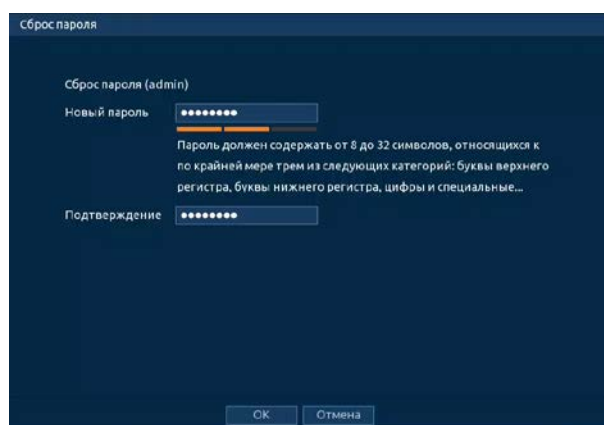 Сброс пароля
Сброс пароля (admin)
Новый пароль ●●●●●●●●
Пароль должен содержать от 8 до 32 символов, относящихся к
по крайней мере трем из следующих категорий: буквы верхнего
регистра, буквы нижнего регистра, цифры и специальные...
Подтверждение ●●●●●●●●
OK Отмена